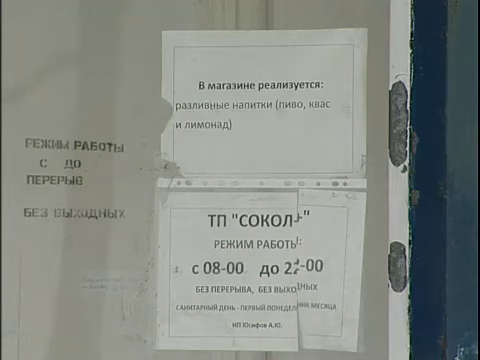 В магазине реализуется:
разливные напитки (пиво, квас
и лимонад)
РЕЖИМ РАБОТЫ
С ДО
ПЕРЕРЫВ
БЕЗ ВЫХОДНЫХ
ТП "СОКОЛ"
РЕЖИМ РАБОТЫ:
с 08-00 до 22-00
БЕЗ ПЕРЕРЫВА, БЕЗ ВЫХОДНЫХ
САНИТАРНЫЙ ДЕНЬ - ПЕРВЫЙ ПОНЕДЕЛЬНИК МЕСЯЦА
ИП Юсифов А.Ю.